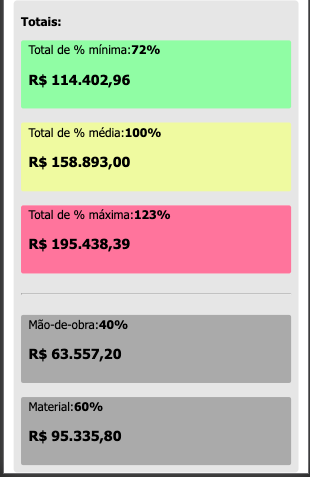 Totais:
Total de % mínima:72%
R$ 114.402,96
Total de % média:100%
R$ 158.893,00
Total de % máxima:123%
R$ 195.438,39
Mão-de-obra:40%
R$ 63.557,20
Material:60%
R$ 95.335,80